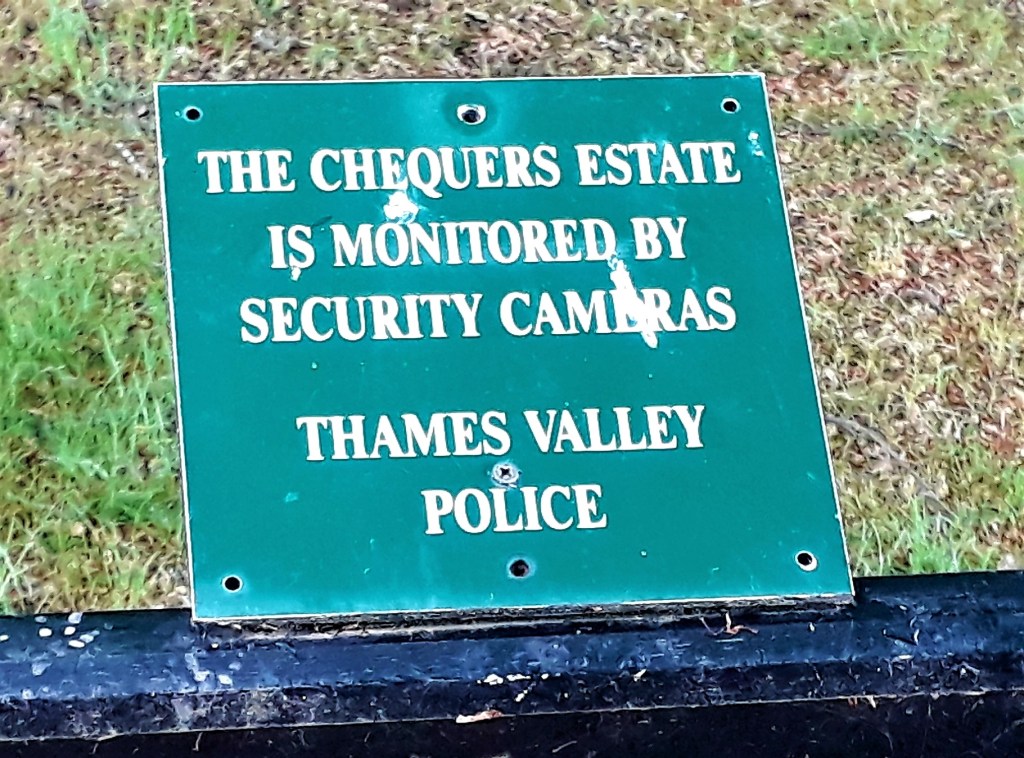 THE CHEQUERS ESTATE
IS MONITORED BY
SECURITY CAMERAS
THAMES VALLEY
POLICE